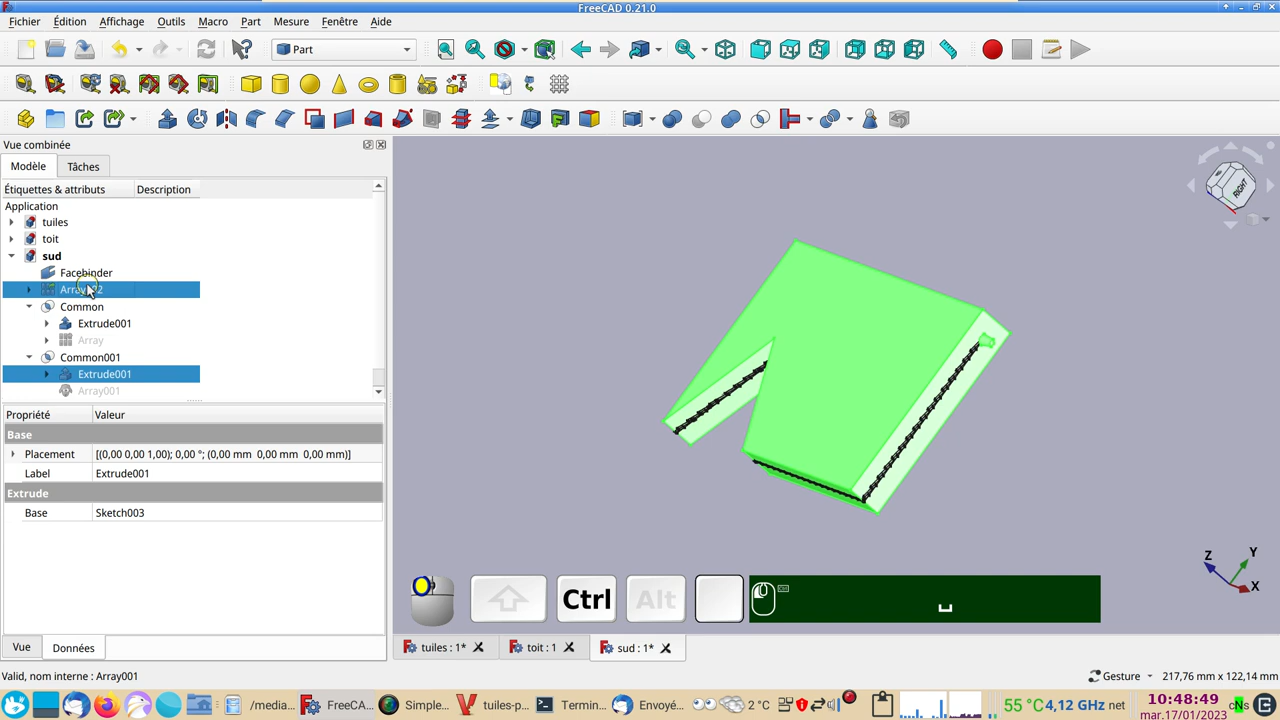 FreeCAD 0.21.0
Fichier Édition Affichage Outils Macro Part Mesure Fenêtre Aide
Part
Vue combinée
Modèle Tâches
Étiquettes & attributs Description
Application
tuiles
toit
sud
Facebinder
Common
Extrude001
Array
Common001
Extrude001
Array001
Propriété Valeur
Base
Placement [(0,00 0,00 1,00); 0,00 °; (0,00 mm 0,00 mm 0,00 mm)]
Label Extrude001
Extrude
Base Sketch003
RIGHT
Z Y X
Ctrl Alt
Ctrl
tuiles : 1* toit : 1 sud : 1*
Vue Données
Valid, nom interne : Array001
Gesture 217,76 mm x 122,14 mm
/media... FreeCA... Simple... tuiles-p... Termin... Envoyé... 2 °C 55 °C 4,12 GHz net 10:48:49 cNs
mar.17/01/2023